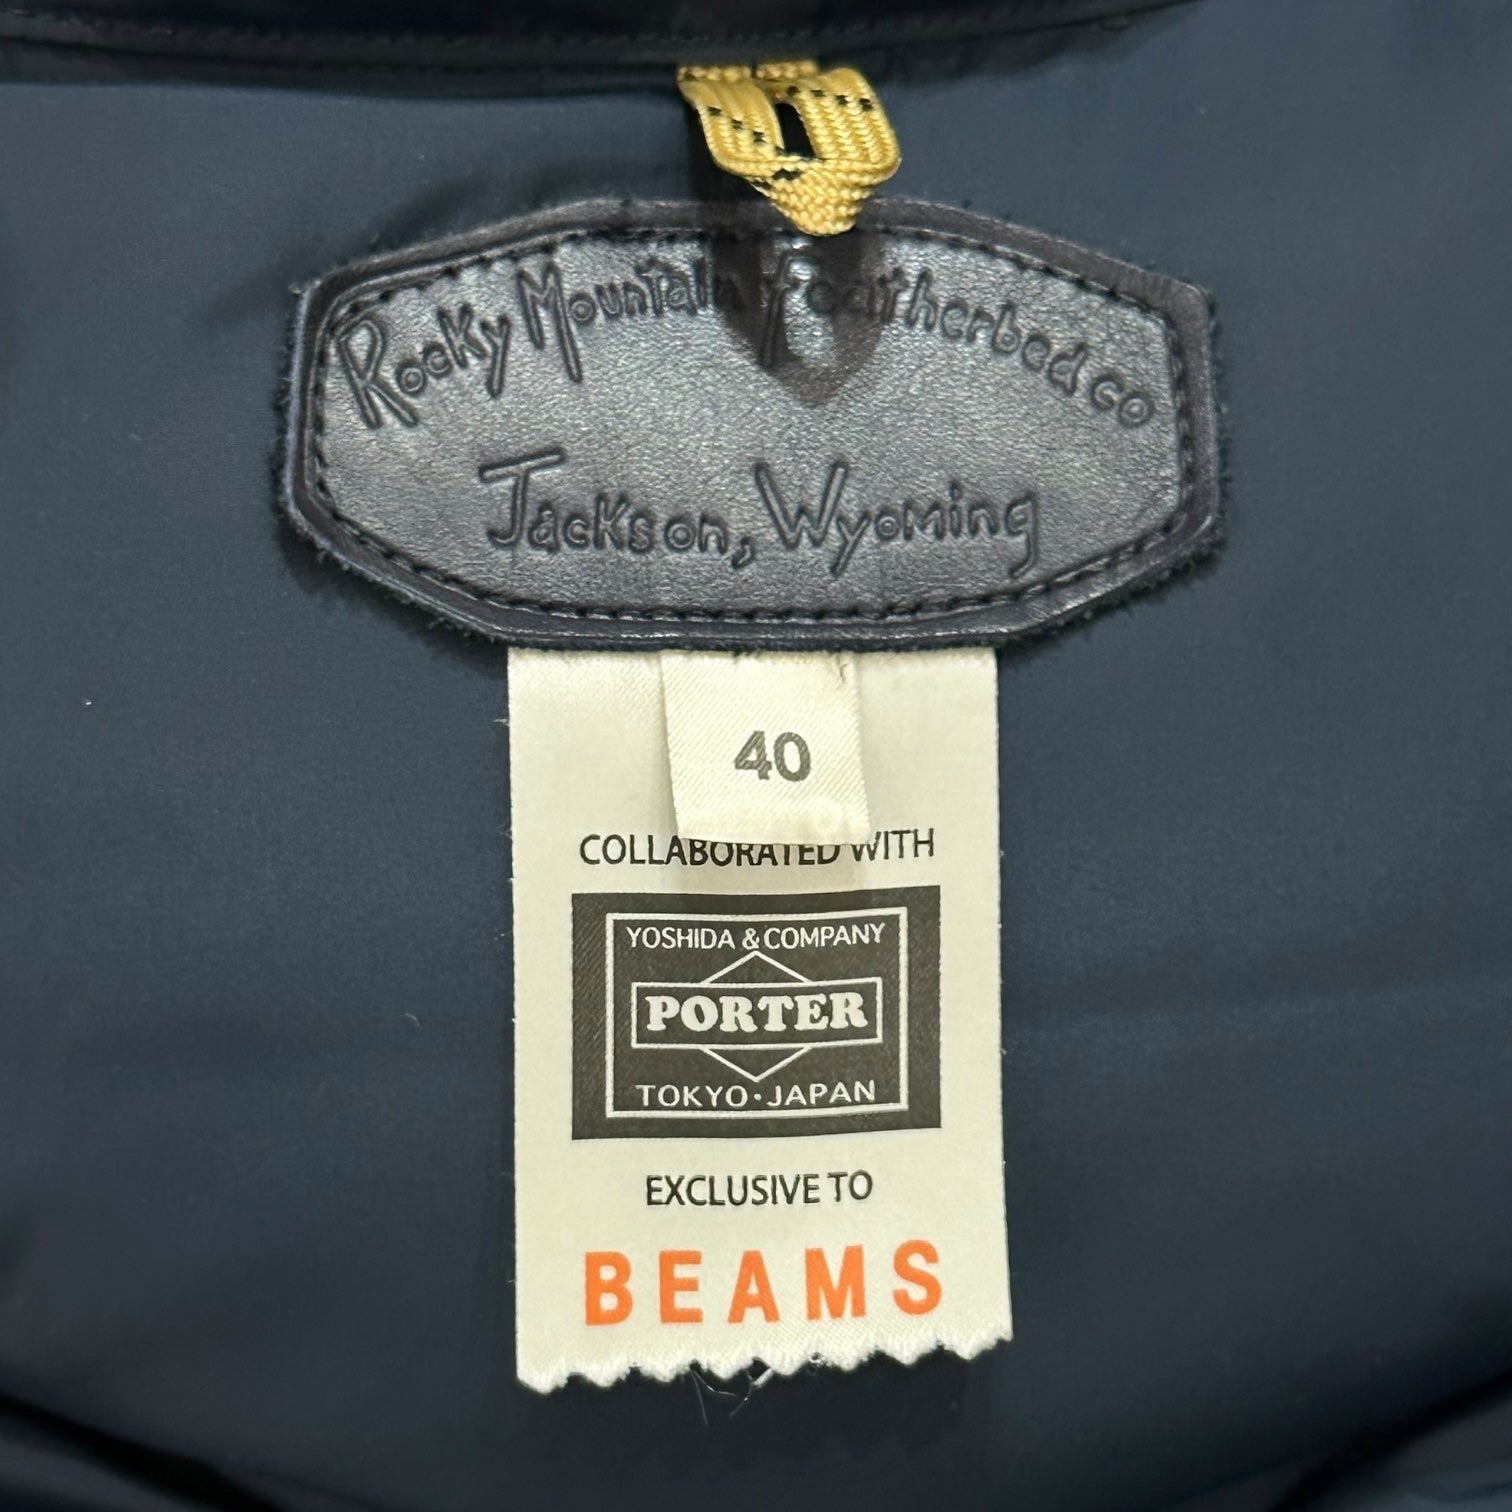 Rocky Mountain Featherbed Co
Jackson, Wyoming
40
COLLABORATED WITH
YOSHIDA & COMPANY
PORTER
TOKYO・JAPAN
EXCLUSIVE TO
BEAMS